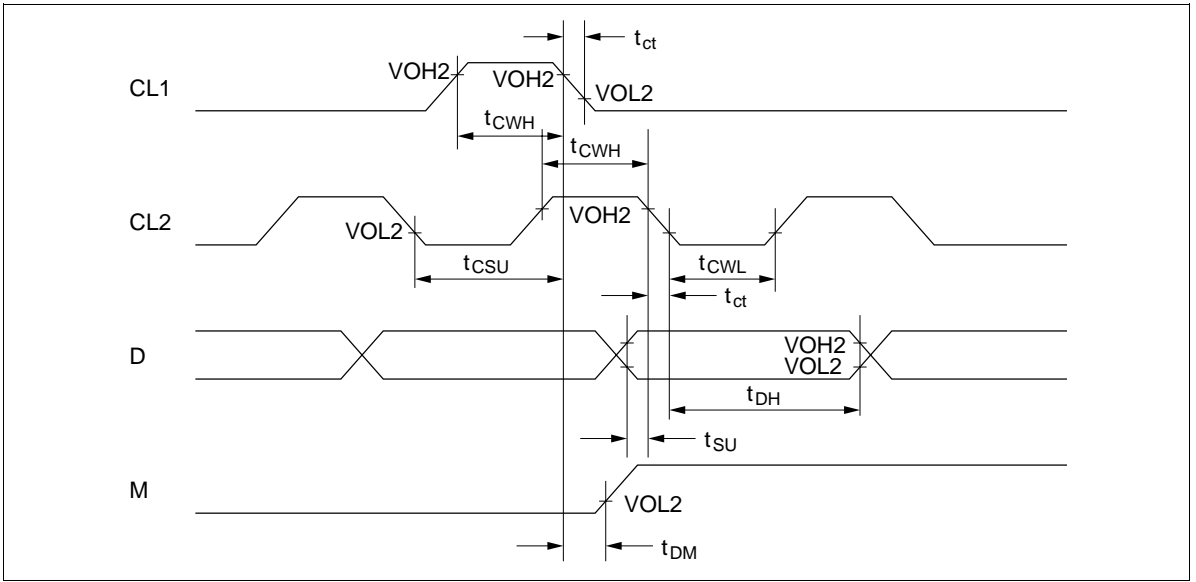 t_ct
CL1
VOH2
VOH2
VOL2
t_CWH
t_CWH
CL2
VOL2
VOH2
t_CSU
t_CWL
t_ct
D
VOH2
VOL2
t_DH
t_SU
M
VOL2
t_DM